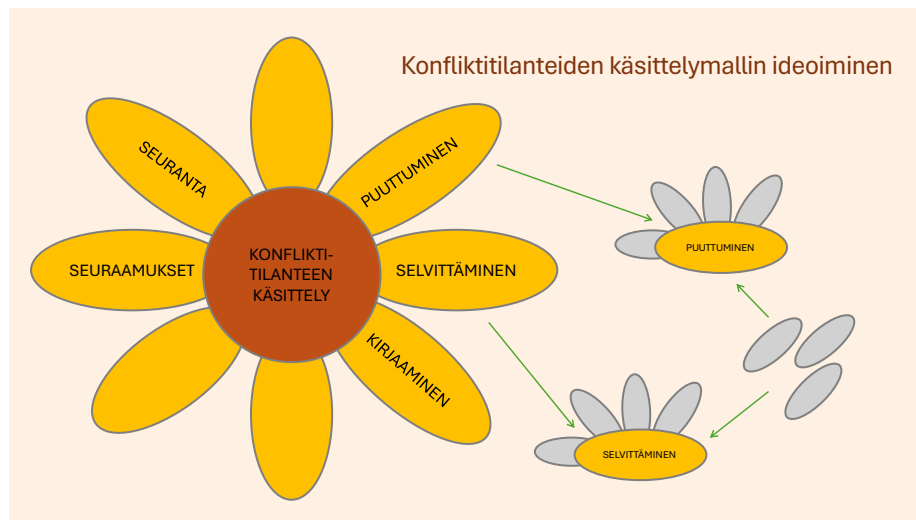 Konfliktitilanteiden käsittelymallin ideoiminen
SEURANTA
PUUTTUMINEN
SEURAAMUKSET
KONFLIKTI-
TILANTEEN
KÄSITTELY
SELVITTÄMINEN
KIRJAAMINEN
PUUTTUMINEN
SELVITTÄMINEN